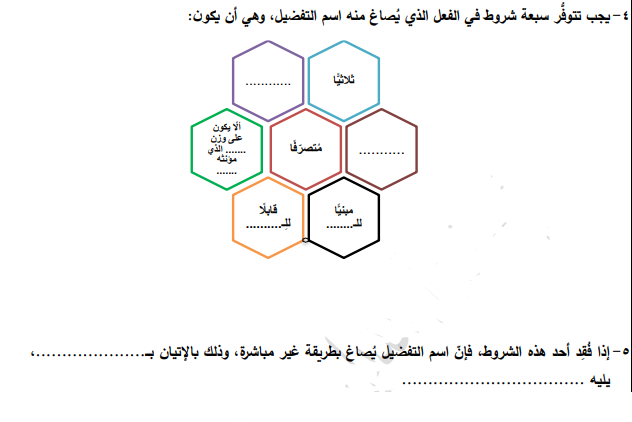 ٤- يجب توفُّر سبعة شروط في الفعل الذي يُصاغ منه اسم التفضيل، وهي أن يكون:
ثلاثيًّا
............
...........
مُتصرّفًا
ألّا يكون
على وزن
....... الذي
مؤنثه
.......
مبنيًّا
للـ........
قابلًا
للـ..........
٥- إذا فُقِد أحد هذه الشروط، فإنّ اسم التفضيل يُصاغ بطريقة غير مباشرة، وذلك بالإتيان بـ.....................،
يليه ...................................